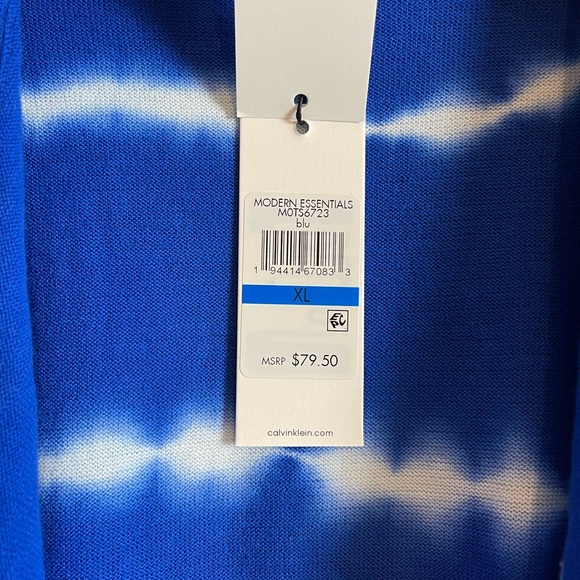 MODERN ESSENTIALS
M0TS6723
blu
1 94414 67083 3
XL
MSRP $79.50
calvinklein.com